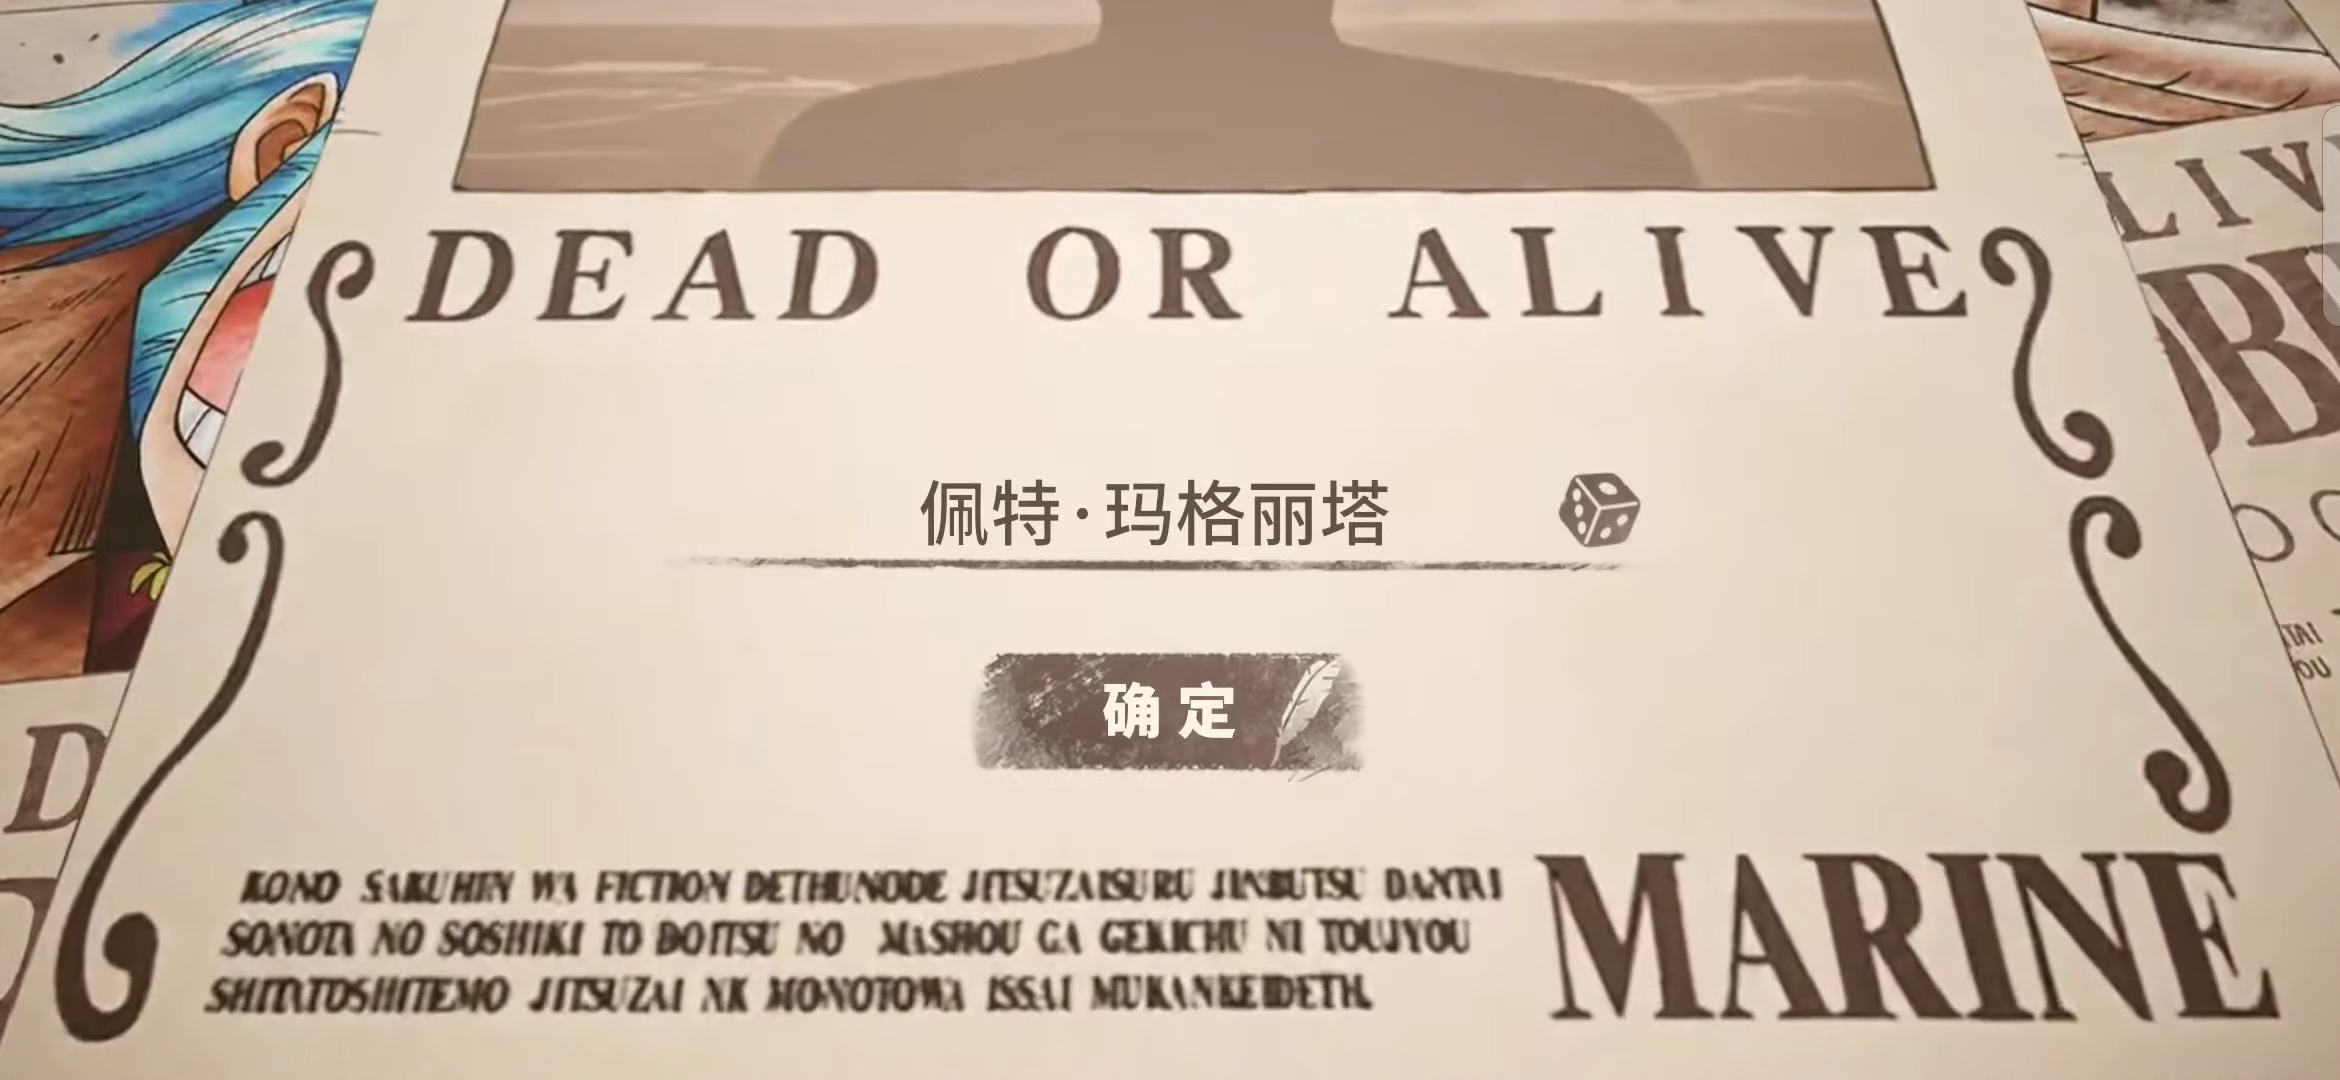 DEAD OR ALIVE
LIV
佩特·玛格丽塔
确定
D
KONO SAKUHIN WA FICTION DETHUNODE JITSUZAISURU JINBUTSU DANTAI
SONOTA NO SOSHIKI TO DOITSU NO MASHOU GA GEKICHU NI TOUJYOU
SHITATOSHITEMO JITSUZAI NK MONOTOWA ISSAI MUKANKEIDETH.
MARINE